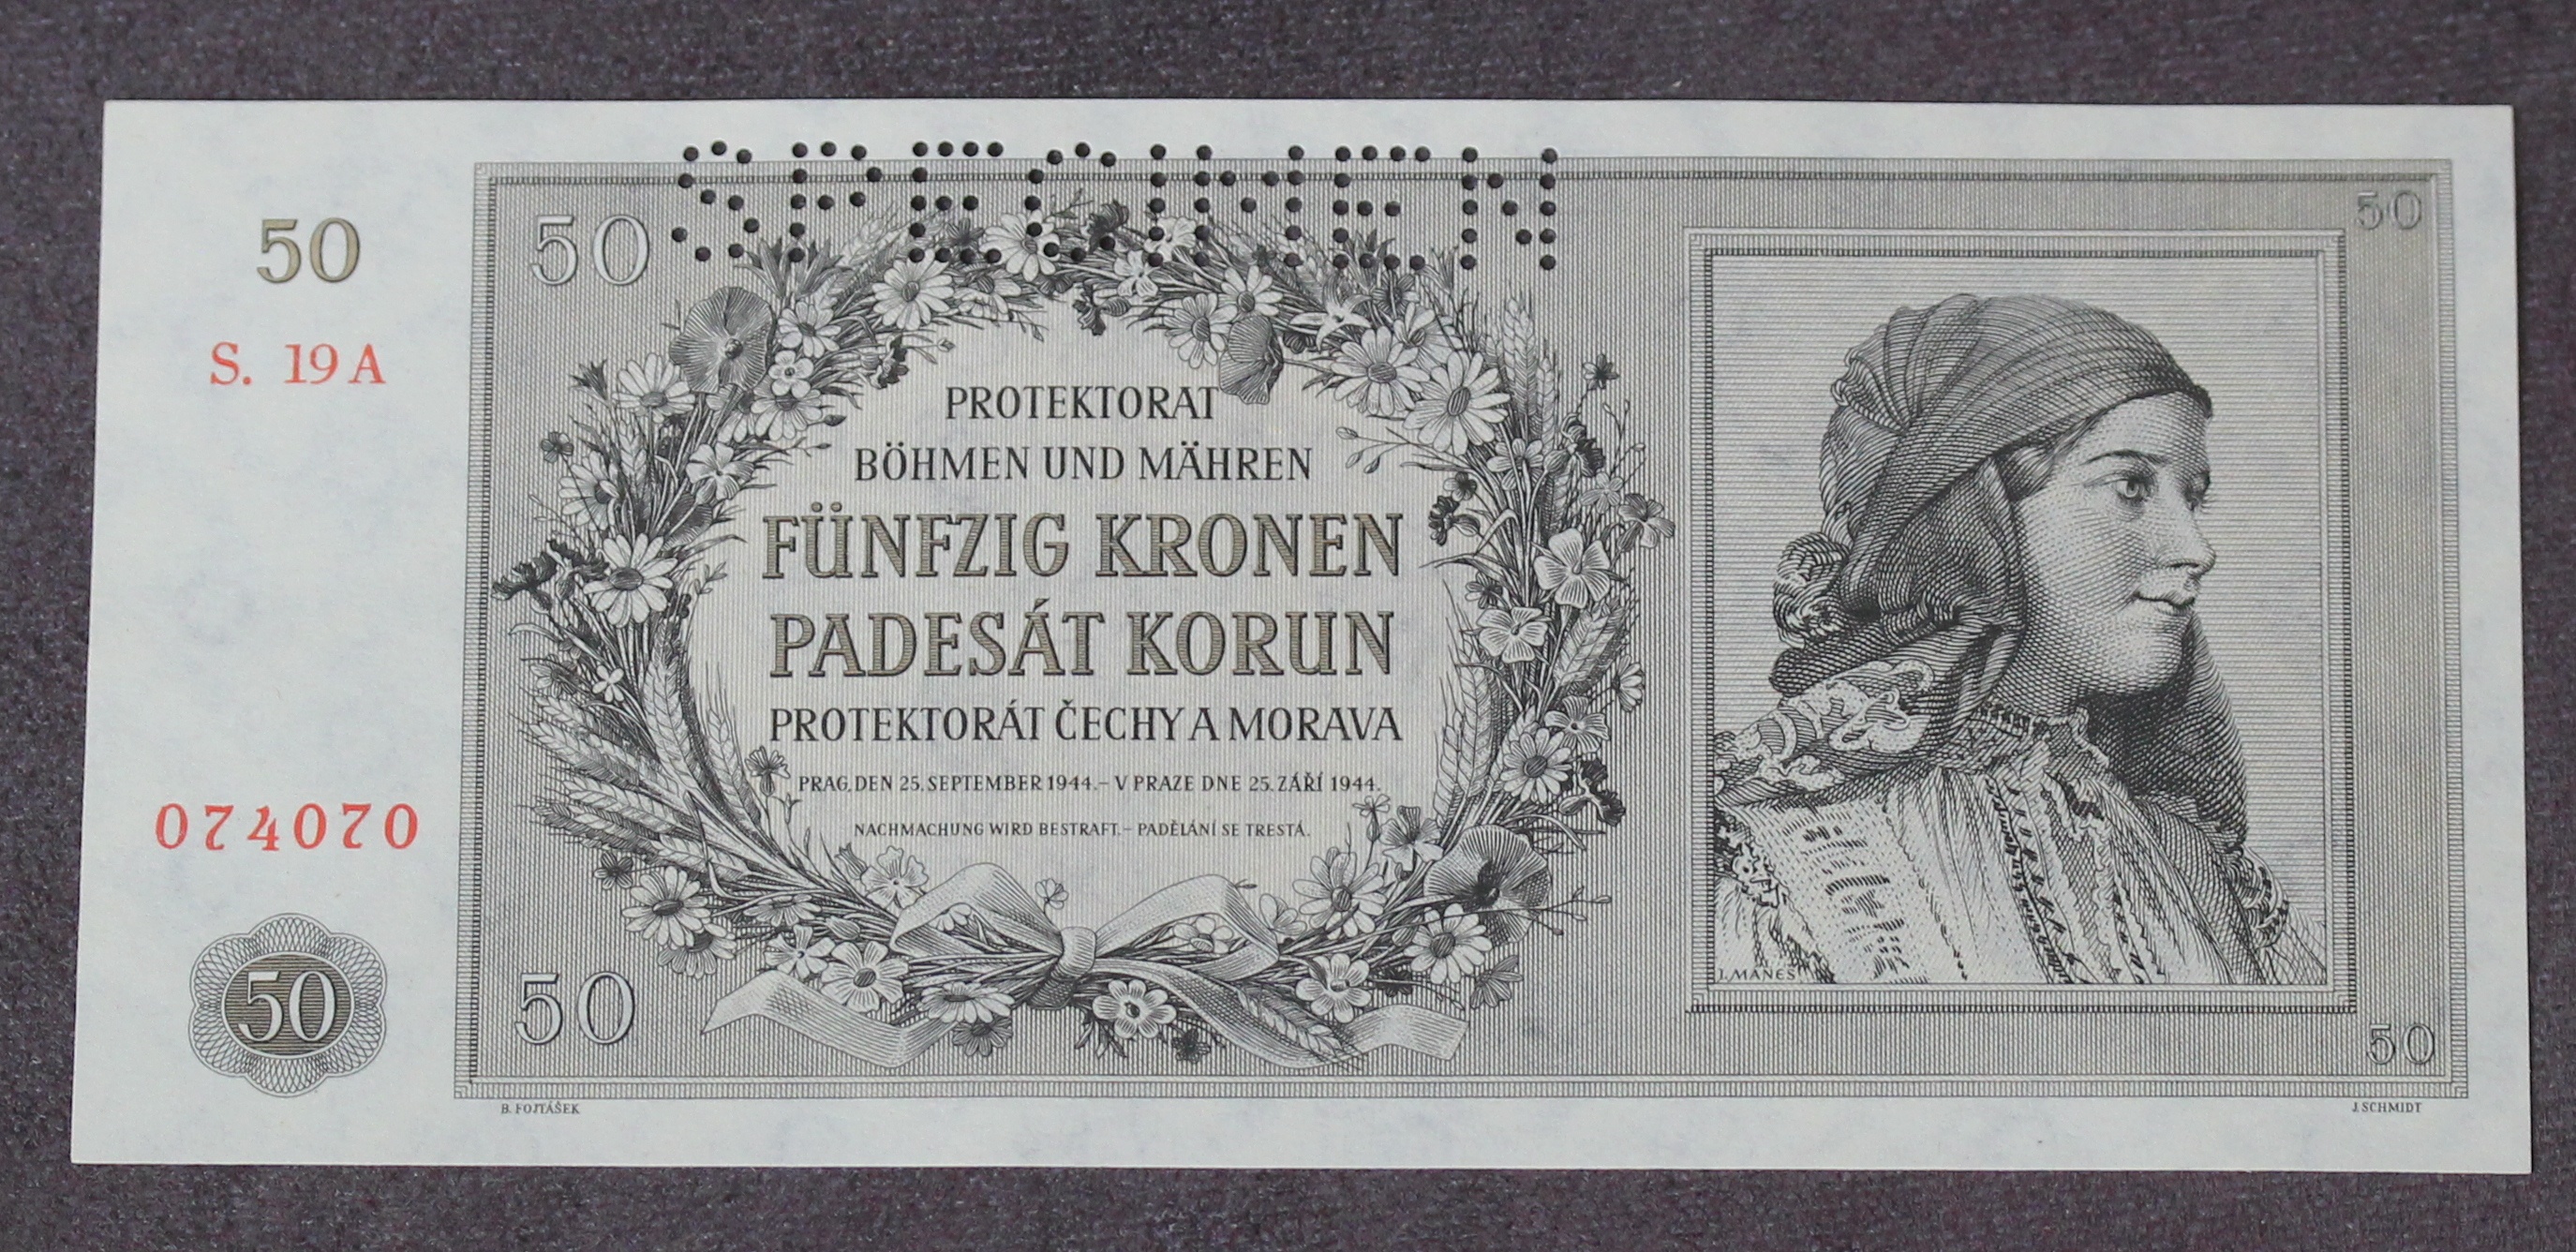 SPECIMEN
50
50
50
S. 19A
PROTEKTORAT
BÖHMEN UND MÄHREN
FÜNFZIG KRONEN
PADESÁT KORUN
PROTEKTORÁT ČECHY A MORAVA
PRAG, DEN 25. SEPTEMBER 1944. – V PRAZE DNE 25. ZÁŘÍ 1944.
NACHMACHUNG WIRD BESTRAFT. – PADĚLÁNÍ SE TRESTÁ.
074070
J. MÁNES
50
50
50
B. FOJTÁŠEK
J. SCHMIDT